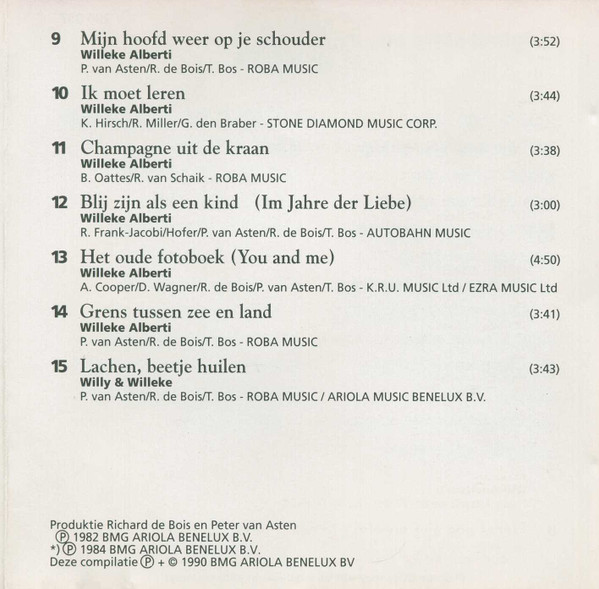 9 Mijn hoofd weer op je schouder (3:52)
Willeke Alberti
P. van Asten/R. de Bois/T. Bos - ROBA MUSIC
10 Ik moet leren (3:44)
Willeke Alberti
K. Hirsch/R. Miller/G. den Braber - STONE DIAMOND MUSIC CORP.
11 Champagne uit de kraan (3:38)
Willeke Alberti
B. Oattes/R. van Schaik - ROBA MUSIC
12 Blij zijn als een kind (Im Jahre der Liebe) (3:00)
Willeke Alberti
R. Frank-Jacobi/Hofer/P. van Asten/R. de Bois/T. Bos - AUTOBAHN MUSIC
13 Het oude fotoboek (You and me) (4:50)
Willeke Alberti
A. Cooper/D. Wagner/R. de Bois/P. van Asten/T. Bos - K.R.U. MUSIC Ltd / EZRA MUSIC Ltd
14 Grens tussen zee en land (3:41)
Willeke Alberti
P. van Asten/R. de Bois/T. Bos - ROBA MUSIC
15 Lachen, beetje huilen (3:43)
Willy & Willeke
P. van Asten/R. de Bois/T. Bos - ROBA MUSIC / ARIOLA MUSIC BENELUX B.V.
Produktie Richard de Bois en Peter van Asten
Ⓟ 1982 BMG ARIOLA BENELUX B.V.
*) Ⓟ 1984 BMG ARIOLA BENELUX B.V.
Deze compilatie Ⓟ + © 1990 BMG ARIOLA BENELUX BV